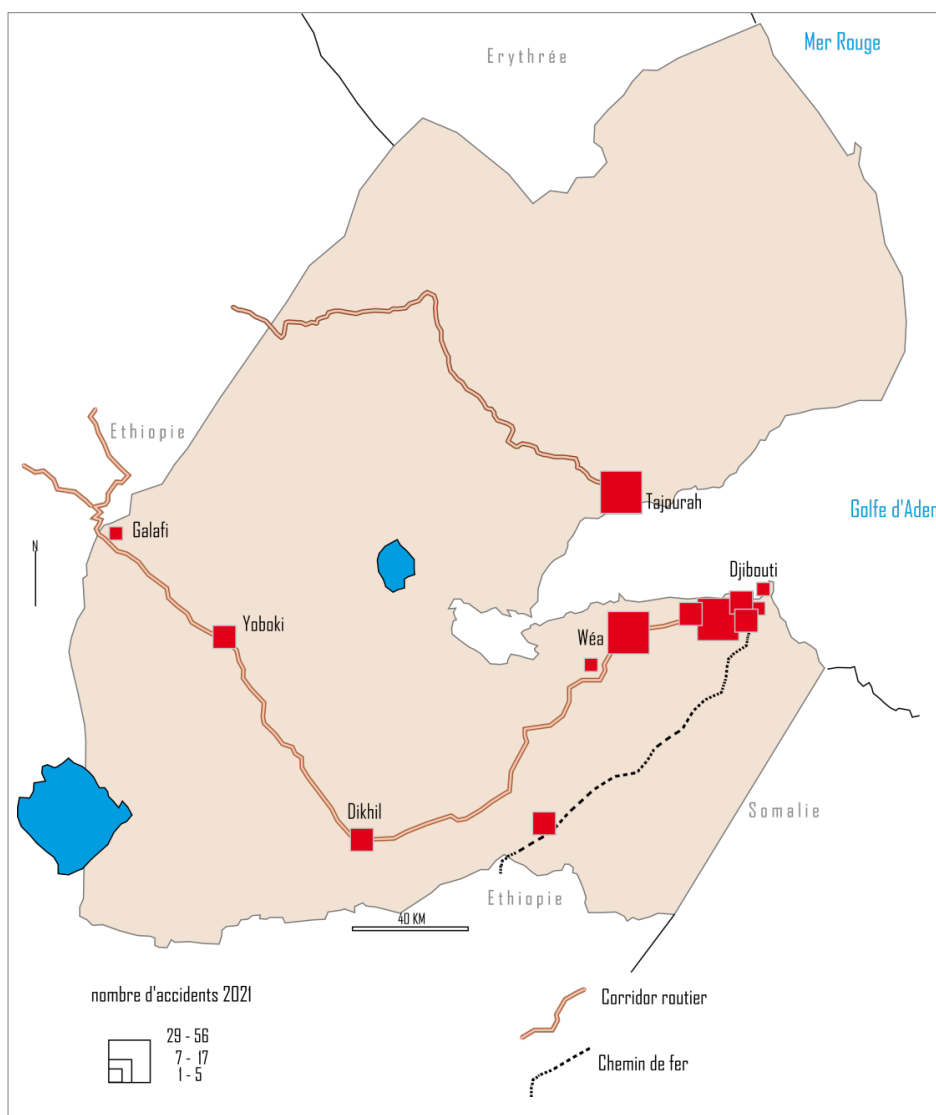 Mer Rouge
Erythrée
Ethiopie
Tajourah
Golfe d'Aden
Galafi
N
Djibouti
Yoboki
Wéa
Dikhil
Somalie
Ethiopie
40 KM
nombre d'accidents 2021
29 - 56
7 - 17
1 - 5
Corridor routier
Chemin de fer